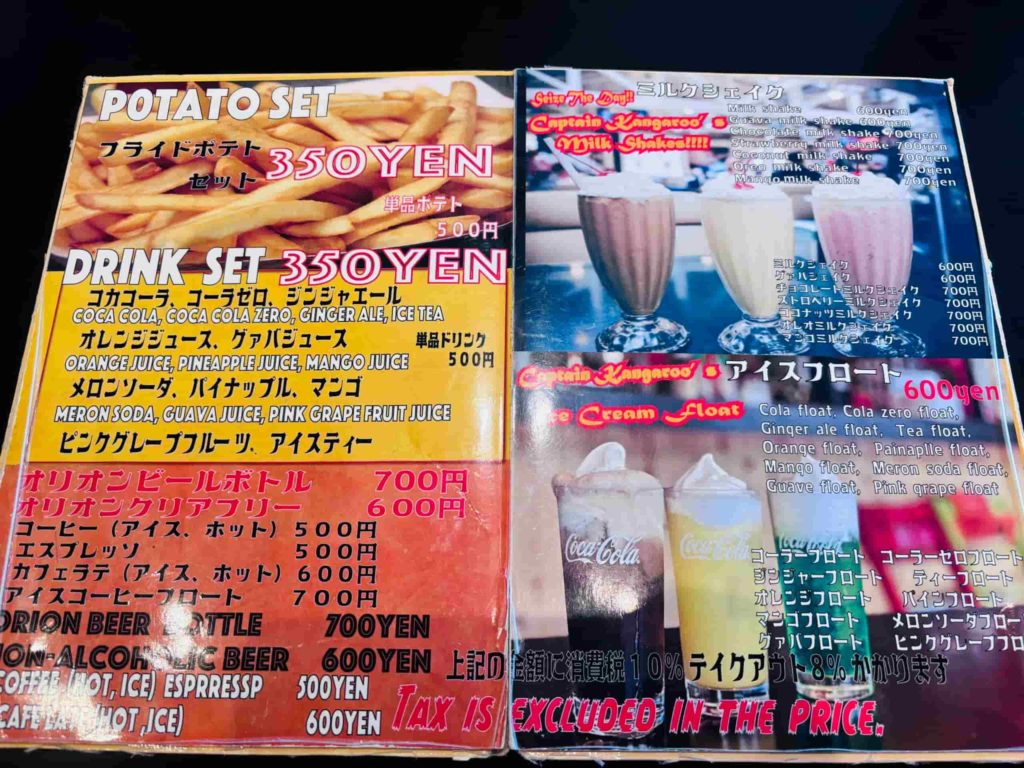 POTATO SET
フライドポテト
セット
350YEN
単品ポテト
500円
DRINK SET 350YEN
コカコーラ、コーラゼロ、ジンジャエール
COCA COLA, COCA COLA ZERO, GINGER ALE, ICE TEA
オレンジジュース、グァバジュース
単品ドリンク
500円
ORANGE JUICE, PINEAPPLE JUICE, MANGO JUICE
メロンソーダ、パイナップル、マンゴ
MERON SODA, GUAVA JUICE, PINK GRAPE FRUIT JUICE
ピンクグレープフルーツ、アイスティー
オリオンビールボトル 700円
オリオンクリアフリー 600円
コーヒー（アイス、ホット）500円
エスプレッソ 500円
カフェラテ（アイス、ホット）600円
アイスコーヒーフロート 700円
ORION BEER BOTTLE 700YEN
NON-ALCOHOLIC BEER 600YEN
COFFEE (HOT, ICE) ESPRRESSP 500YEN
CAFE LATE (HOT ,ICE) 600YEN
Seize The Day!!
ミルクシェイク
Captain Kangaroo's
Milk Shakes!!!!
Milk shake 600yen
Guava milk shake 600yen
Chocolate milk shake 700yen
Strawberry milk shake 700yen
Coconut milk shake 700yen
Oreo milk shake 700yen
Mango milk shake 700yen
ミルクシェイク 600円
グァバシェイク 600円
チョコレートミルクシェイク 700円
ストロベリーミルクシェイク 700円
ココナッツミルクシェイク 700円
オレオミルクシェイク 700円
マンゴミルクシェイク 700円
Captain Kangaroo's アイスフロート
600yen
Ice Cream Float
Cola float, Cola zero float,
Ginger ale float, Tea float,
Orange float, Painaplle float,
Mango float, Meron soda float,
Guave float, Pink grape float
Coca-Cola
Coca-Cola
コーラーフロート コーラーゼロフロート
ジンジャーフロート ティーフロート
オレンジフロート パインフロート
マンゴフロート メロンソーダフロ
グァバフロート ピンクグレープフロ
上記の金額に消費税10%テイクアウト8%かかります
TAX IS EXCLUDED IN THE PRICE.